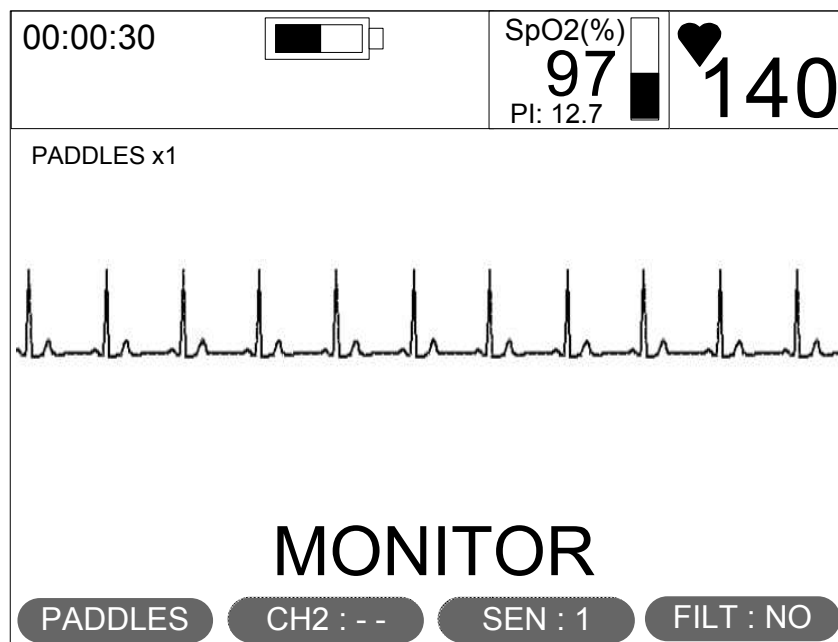 00:00:30
SpO2(%)
97
PI: 12.7
140
PADDLES x1
MONITOR
PADDLES
CH2 : - -
SEN : 1
FILT : NO